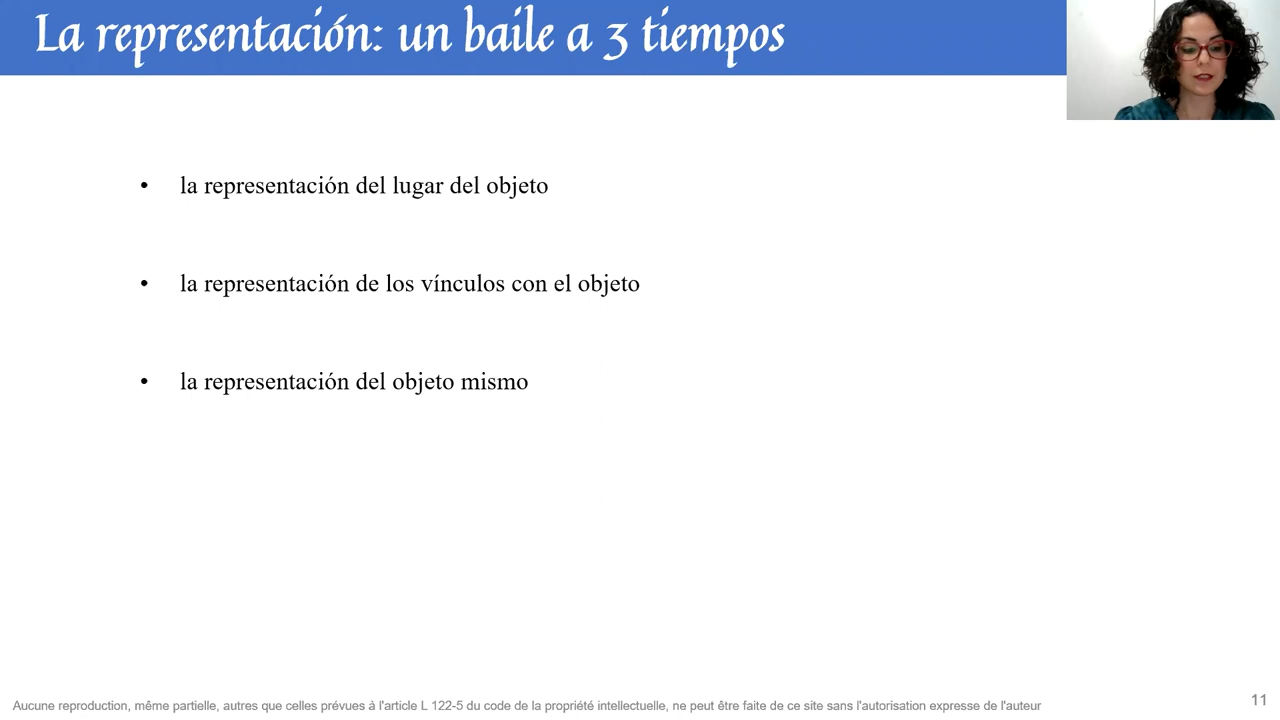 La representación: un baile a 3 tiempos
• la representación del lugar del objeto
• la representación de los vínculos con el objeto
• la representación del objeto mismo
Aucune reproduction, même partielle, autres que celles prévues à l'article L 122-5 du code de la propriété intellectuelle, ne peut être faite de ce site sans l'autorisation expresse de l'auteur
11